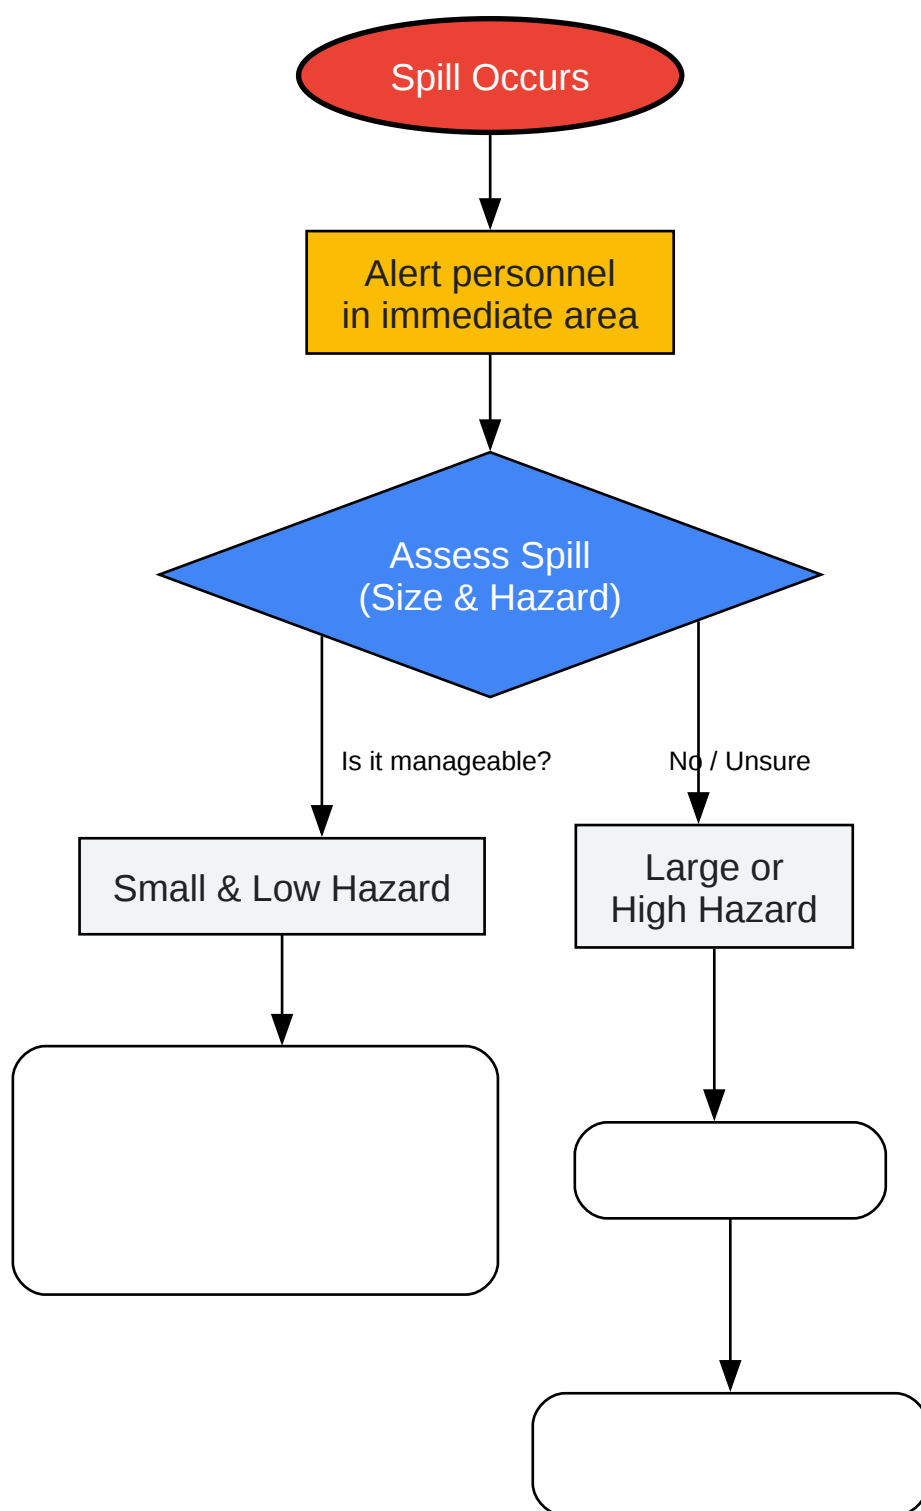 Spill Occurs
Alert personnel
in immediate area
Assess Spill
(Size & Hazard)
Is it manageable?
No / Unsure
Small & Low Hazard
Large or
High Hazard